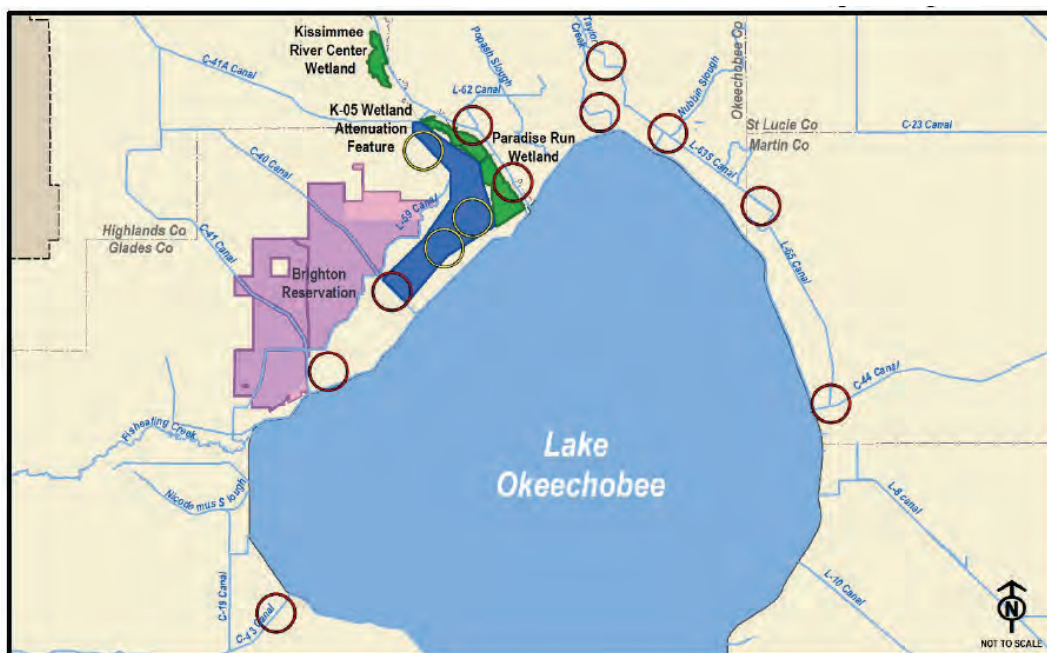 Kissimmee
River Center
Wetland
C-41A Canal
Popash Slough
Taylor
Creek
L-62 Canal
Nubbin Slough
Okeechobee Co
K-05 Wetland
Attenuation
Feature
Paradise Run
Wetland
St Lucie Co
Martin Co
C-23 Canal
L-63S Canal
C-40 Canal
L-59 Canal
C-41 Canal
Highlands Co
Glades Co
L-65 Canal
Brighton
Reservation
C-44 Canal
Fisheating Creek
Lake
Okeechobee
Nicodemus Slough
L-8 canal
L-10 Canal
C-19 Canal
C-43 Canal
N
NOT TO SCALE